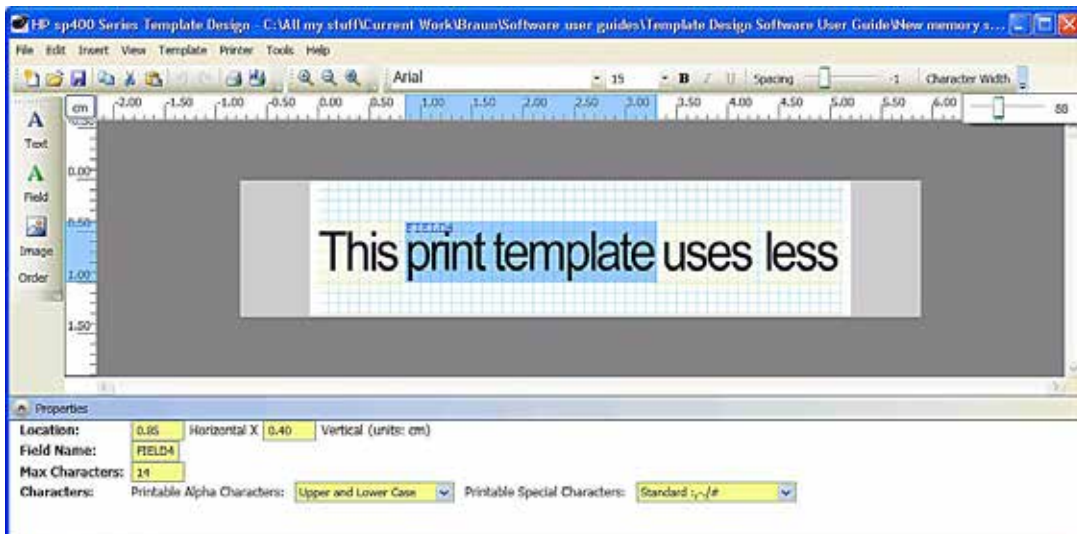 HP sp400 Series Template Design - C:\All my stuff\Current Work\Braun\Software user guides\Template Design Software User Guide\New memory s...
File Edit Insert View Template Printer Tools Help
Arial 15 B I U Spacing -1 Character Width
cm -2.00 -1.50 -1.00 -0.50 0.00 0.50 1.00 1.50 2.00 2.50 3.00 3.50 4.00 4.50 5.00 5.50 6.00 88
A
Text
0.00
A
Field
0.50
Image
Order 1.00
1.50
FIELD4
This print template uses less
Properties
Location: 0.85 Horizontal X 0.40 Vertical (units: cm)
Field Name: FIELD4
Max Characters: 14
Characters: Printable Alpha Characters: Upper and Lower Case Printable Special Characters: Standard :,-/#